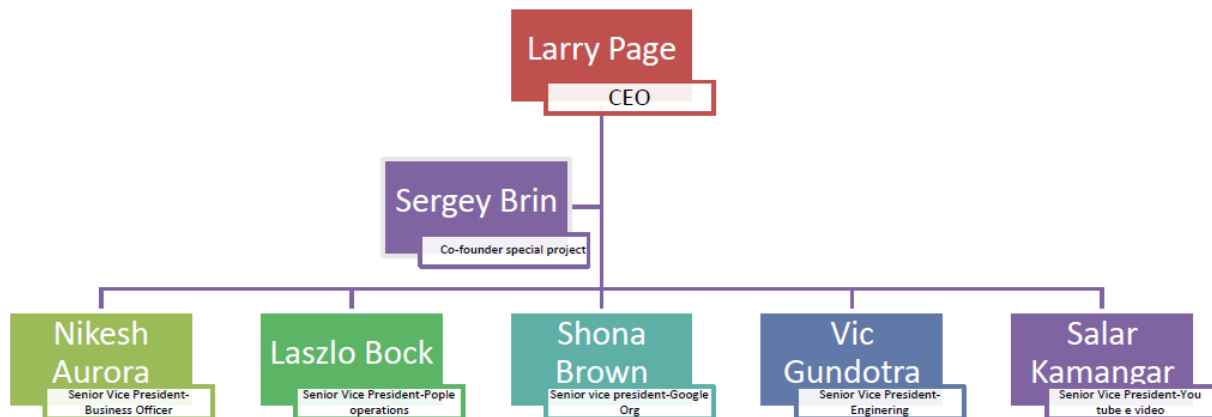 Larry Page
CEO
Sergey Brin
Co-founder special project
Nikesh
Aurora
Senior Vice President-
Business Officer
Laszlo Bock
Senior Vice President-Pople
operations
Shona
Brown
Senior vice president-Google
Org
Vic
Gundotra
Senior Vice President-
Enginering
Salar
Kamangar
Senior Vice President-You
tube e video